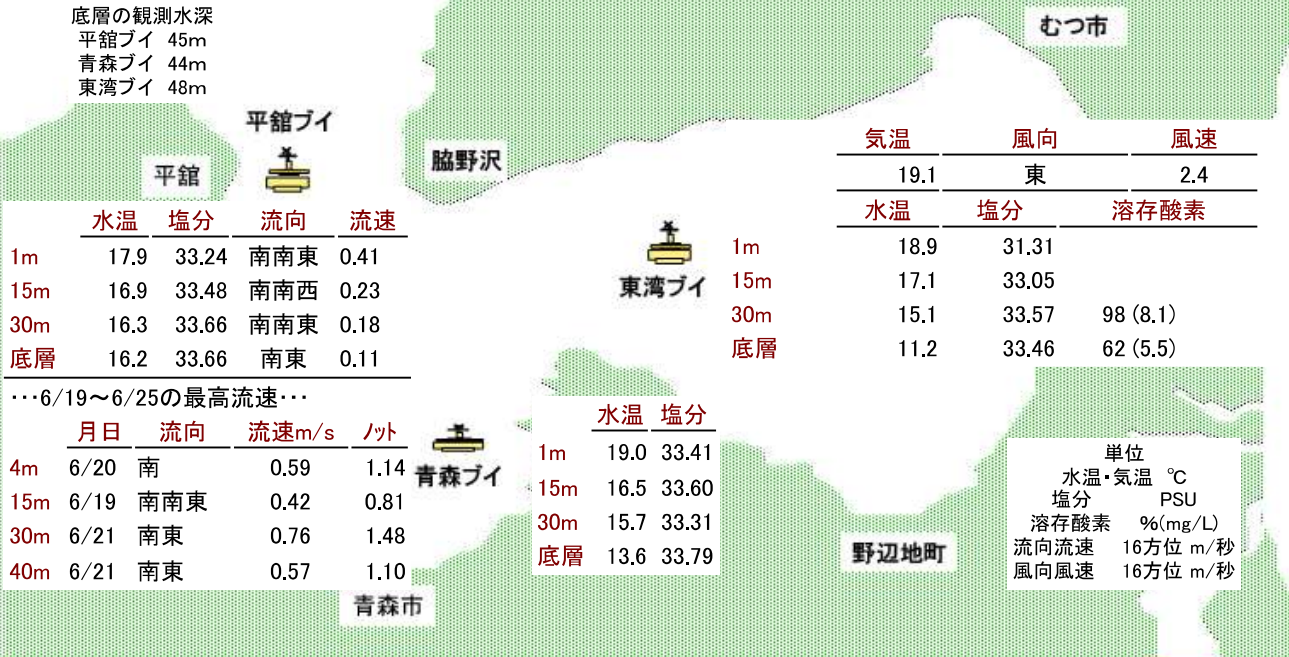 底層の観測水深
平舘ブイ 45m
青森ブイ 44m
東湾ブイ 48m
むつ市
平舘ブイ
脇野沢
平舘
気温 風向 風速
19.1 東 2.4
水温 塩分 溶存酸素
1m 18.9 31.31
15m 17.1 33.05
30m 15.1 33.57 98 (8.1)
底層 11.2 33.46 62 (5.5)
東湾ブイ
水温 塩分 流向 流速
1m 17.9 33.24 南南東 0.41
15m 16.9 33.48 南南西 0.23
30m 16.3 33.66 南南東 0.18
底層 16.2 33.66 南東 0.11
…6/19～6/25の最高流速…
月日 流向 流速m/s ノット
4m 6/20 南 0.59 1.14
15m 6/19 南南東 0.42 0.81
30m 6/21 南東 0.76 1.48
40m 6/21 南東 0.57 1.10
青森ブイ
水温 塩分
1m 19.0 33.41
15m 16.5 33.60
30m 15.7 33.31
底層 13.6 33.79
青森市
野辺地町
単位
水温・気温 ℃
塩分 PSU
溶存酸素 %(mg/L)
流向流速 16方位 m/秒
風向風速 16方位 m/秒